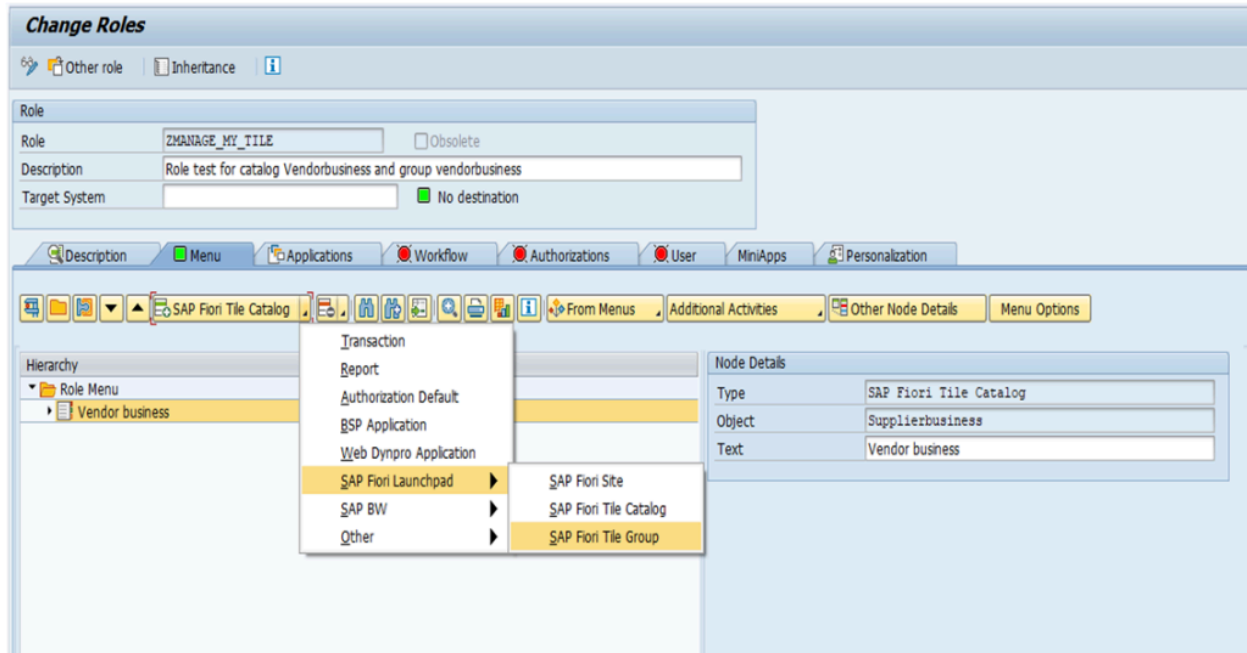 Change Roles
Other role Inheritance
Role
Role ZMANAGE_MY_TILE Obsolete
Description Role test for catalog Vendorbusiness and group vendorbusiness
Target System No destination
Description Menu Applications Workflow Authorizations User MiniApps Personalization
SAP Fiori Tile Catalog From Menus Additional Activities Other Node Details Menu Options
Transaction
Hierarchy Node Details
Report
Role Menu Type SAP Fiori Tile Catalog
Authorization Default
Vendor business Object Supplierbusiness
BSP Application
Web Dynpro Application Text Vendor business
SAP Fiori Launchpad SAP Fiori Site
SAP BW SAP Fiori Tile Catalog
Other SAP Fiori Tile Group